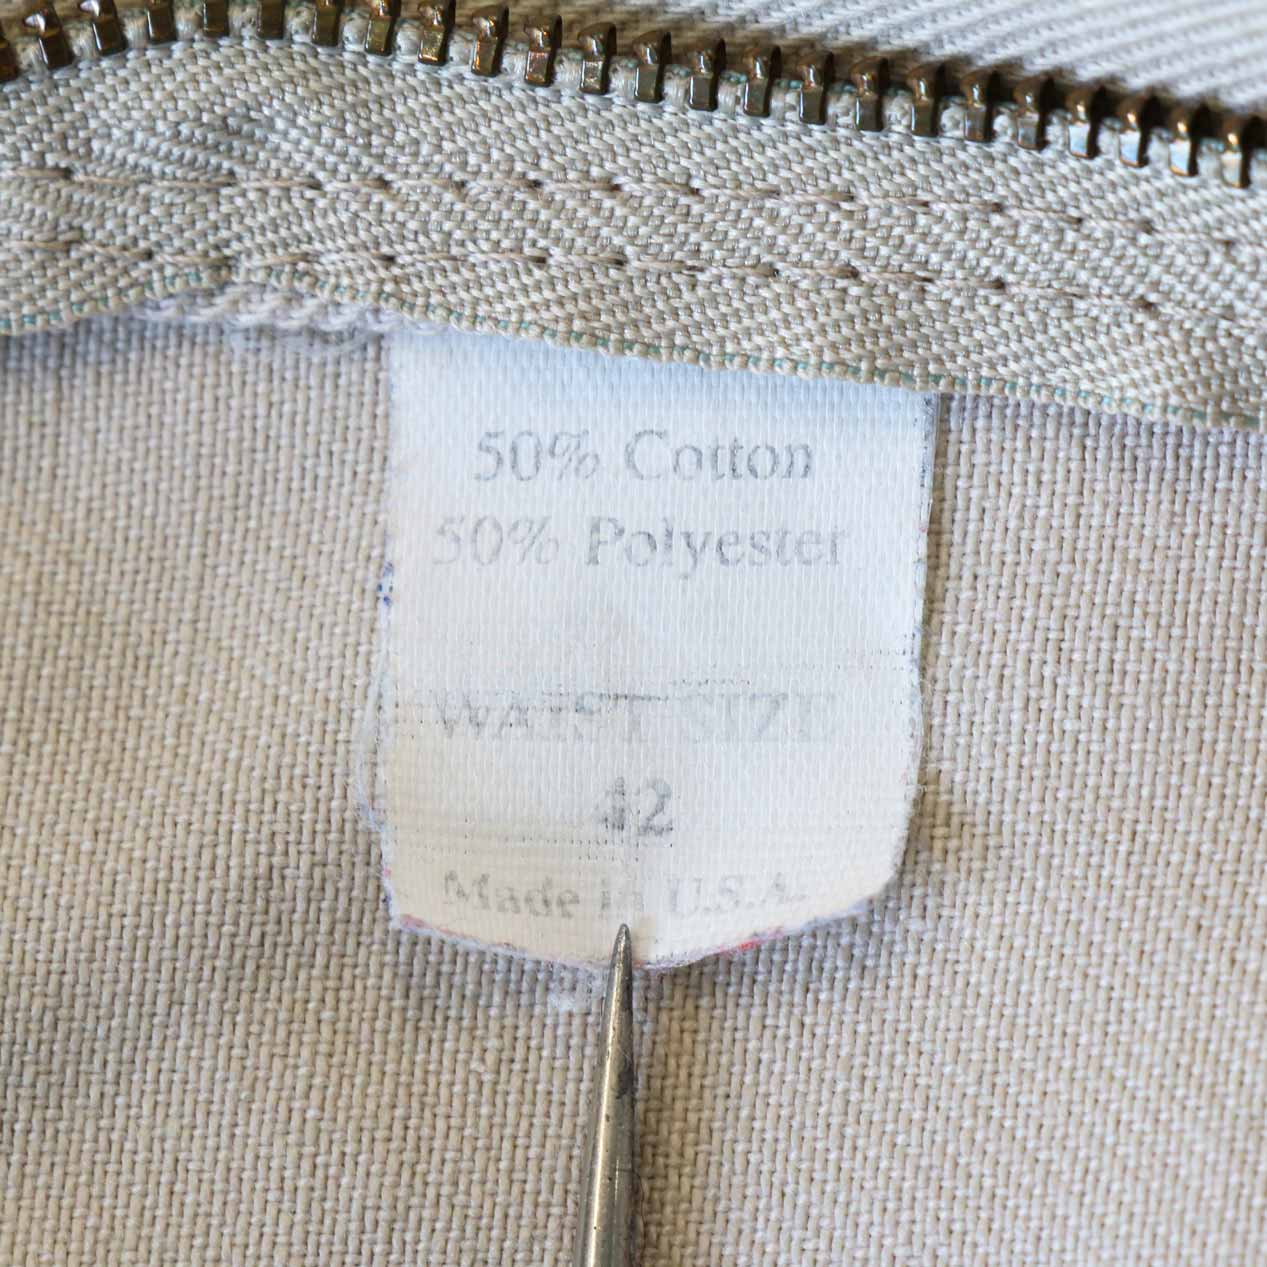 50% Cotton
50% Polyester
WAIST SIZE
42
Made in U.S.A.